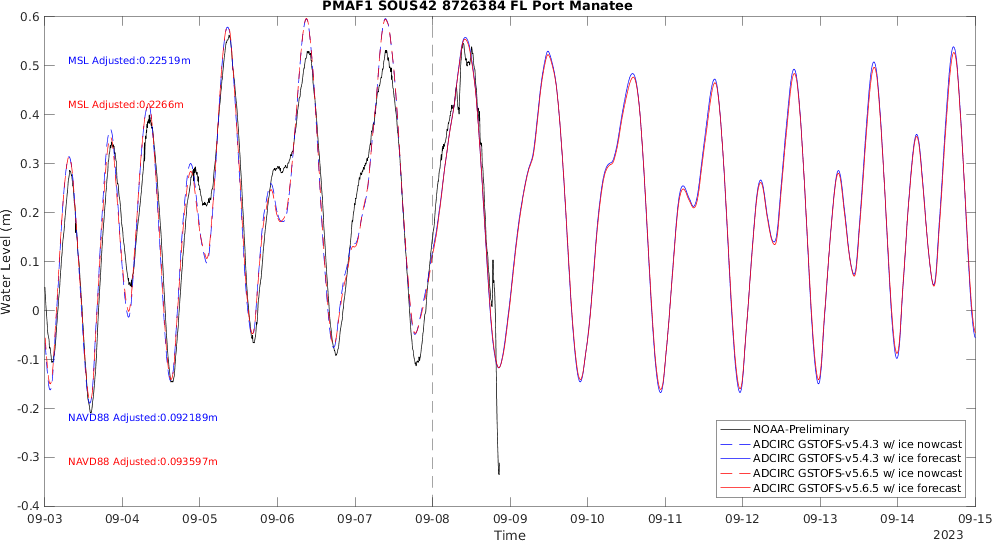 PMAF1 SOUS42 8726384 FL Port Manatee
0.6
0.5
0.4
0.3
0.2
0.1
0
-0.1
-0.2
-0.3
-0.4
Water Level (m)
MSL Adjusted:0.22519m
MSL Adjusted:0.2266m
NAVD88 Adjusted:0.092189m
NAVD88 Adjusted:0.093597m
NOAA-Preliminary
ADCIRC GSTOFS-v5.4.3 w/ ice nowcast
ADCIRC GSTOFS-v5.4.3 w/ ice forecast
ADCIRC GSTOFS-v5.6.5 w/ ice nowcast
ADCIRC GSTOFS-v5.6.5 w/ ice forecast
09-03 09-04 09-05 09-06 09-07 09-08 09-09 09-10 09-11 09-12 09-13 09-14 09-15
Time
2023